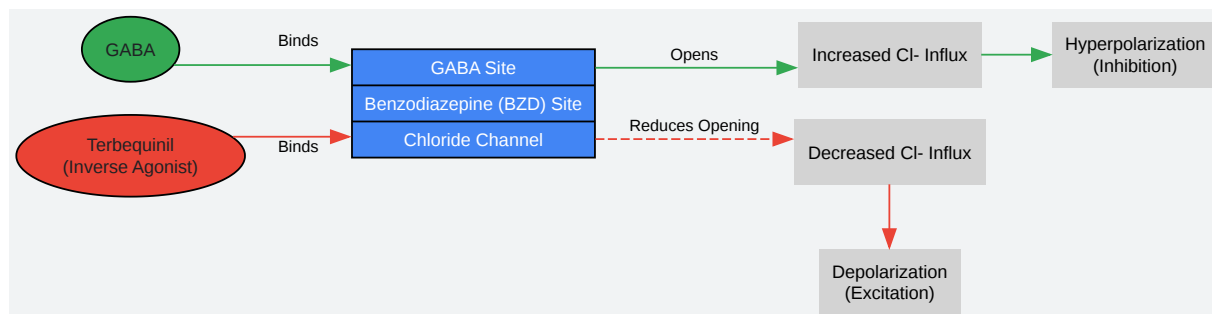 GABA
Binds
GABA Site
Opens
Increased Cl- Influx
Hyperpolarization
(Inhibition)
Benzodiazepine (BZD) Site
Terbequinil
(Inverse Agonist)
Binds
Chloride Channel
Reduces Opening
Decreased Cl- Influx
Depolarization
(Excitation)